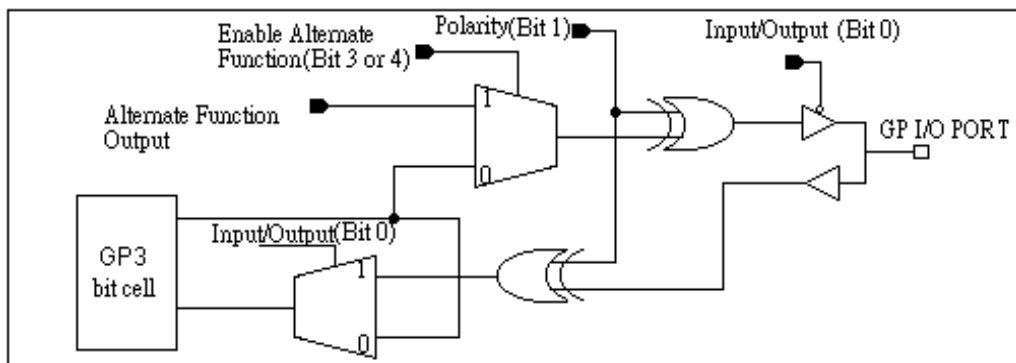 Enable Alternate
Function(Bit 3 or 4)
Polarity(Bit 1)
Input/Output (Bit 0)
Alternate Function
Output
1
0
GP I/O PORT
GP3
bit cell
Input/Output(Bit 0)
1
0